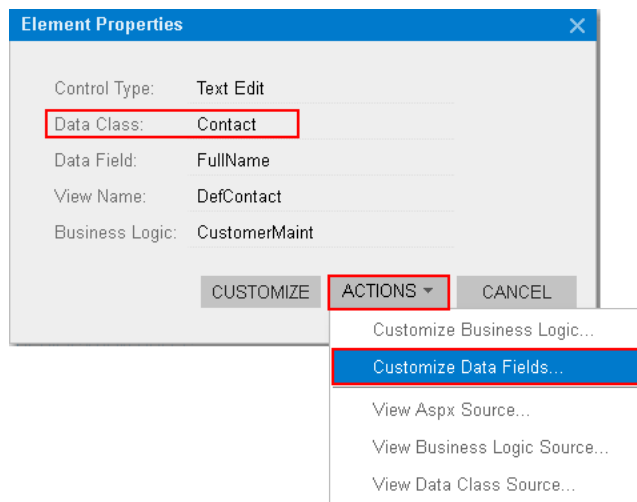 Element Properties
Control Type: Text Edit
Data Class: Contact
Data Field: FullName
View Name: DefContact
Business Logic: CustomerMaint
CUSTOMIZE ACTIONS CANCEL
Customize Business Logic...
Customize Data Fields...
View Aspx Source...
View Business Logic Source...
View Data Class Source...